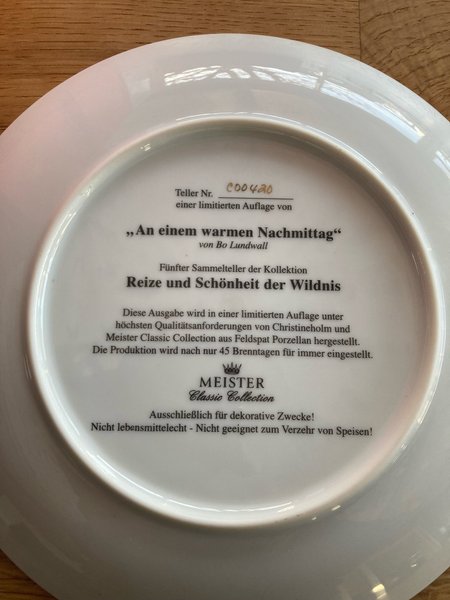 Teller Nr. C00420
einer limitierten Auflage von
„An einem warmen Nachmittag“
von Bo Lundwall
Fünfter Sammelteller der Kollektion
Reize und Schönheit der Wildnis
Diese Ausgabe wird in einer limitierten Auflage unter
höchsten Qualitätsanforderungen von Christineholm und
Meister Classic Collection aus Feldspat Porzellan hergestellt.
Die Produktion wird nach nur 45 Brenntagen für immer eingestellt.
MEISTER
Classic Collection
Ausschließlich für dekorative Zwecke!
Nicht lebensmittelecht - Nicht geeignet zum Verzehr von Speisen!